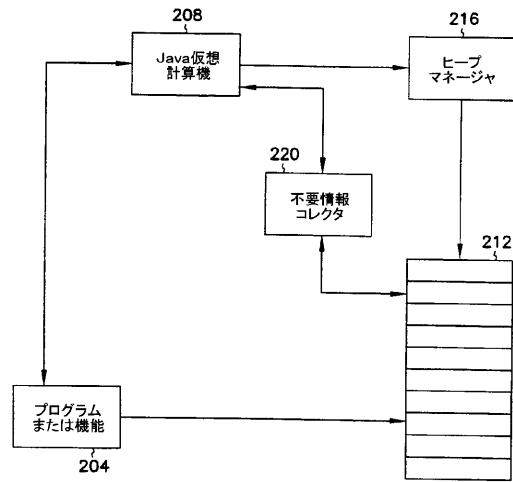 208
Java仮想
計算機
216
ヒープ
マネージャ
220
不要情報
コレクタ
212
プログラム
または機能
204